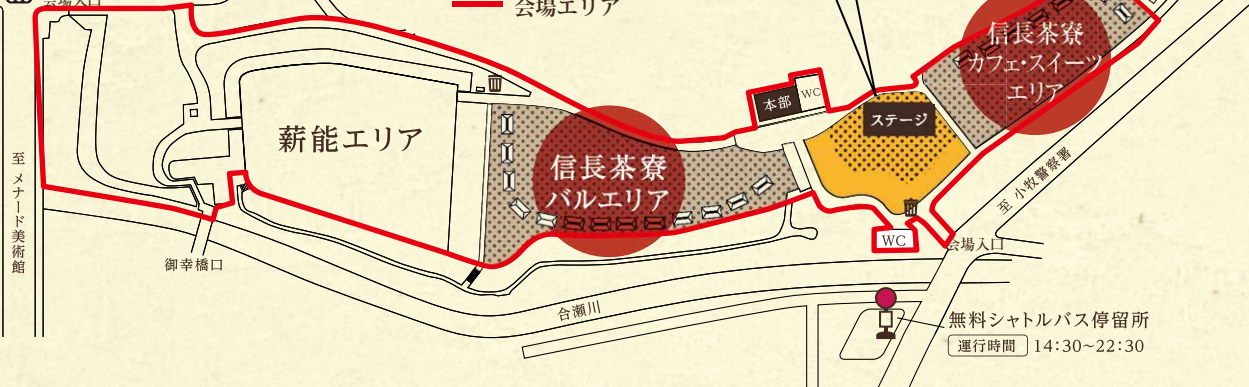 会場入口
会場エリア
信長茶寮
カフェ・スイーツ
エリア
本部
WC
ステージ
薪能エリア
信長茶寮
バルエリア
至 メナード美術館
至 小牧警察署
WC
会場入口
御幸橋口
合瀬川
無料シャトルバス停留所
運行時間 14:30~22:30